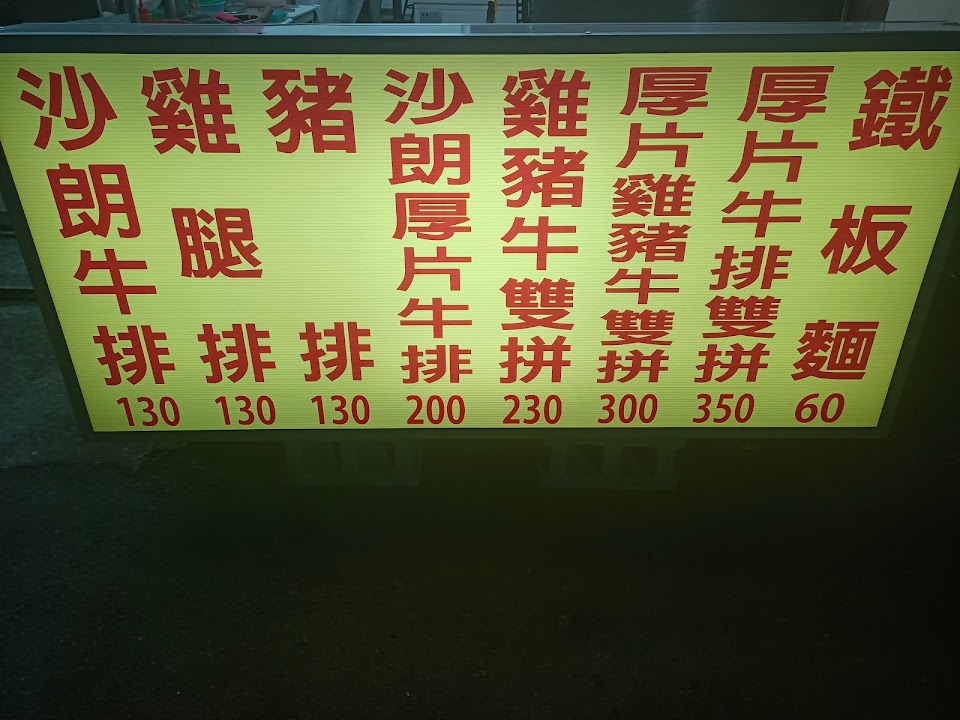 沙朗牛排 130
雞腿排 130
豬排 130
沙朗厚片牛排 200
雞豬牛雙拼 230
厚片雞豬牛雙拼 300
厚片牛排雙拼 350
鐵板麵 60